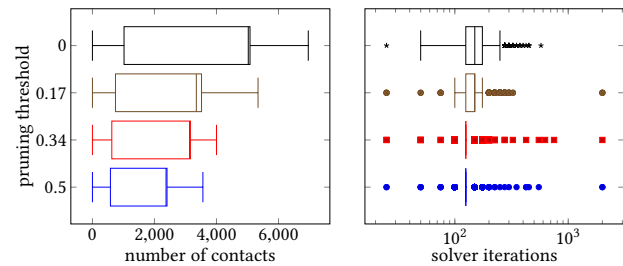 pruning threshold
0
0.17
0.34
0.5
0 2,000 4,000 6,000
number of contacts
10² 10³
solver iterations